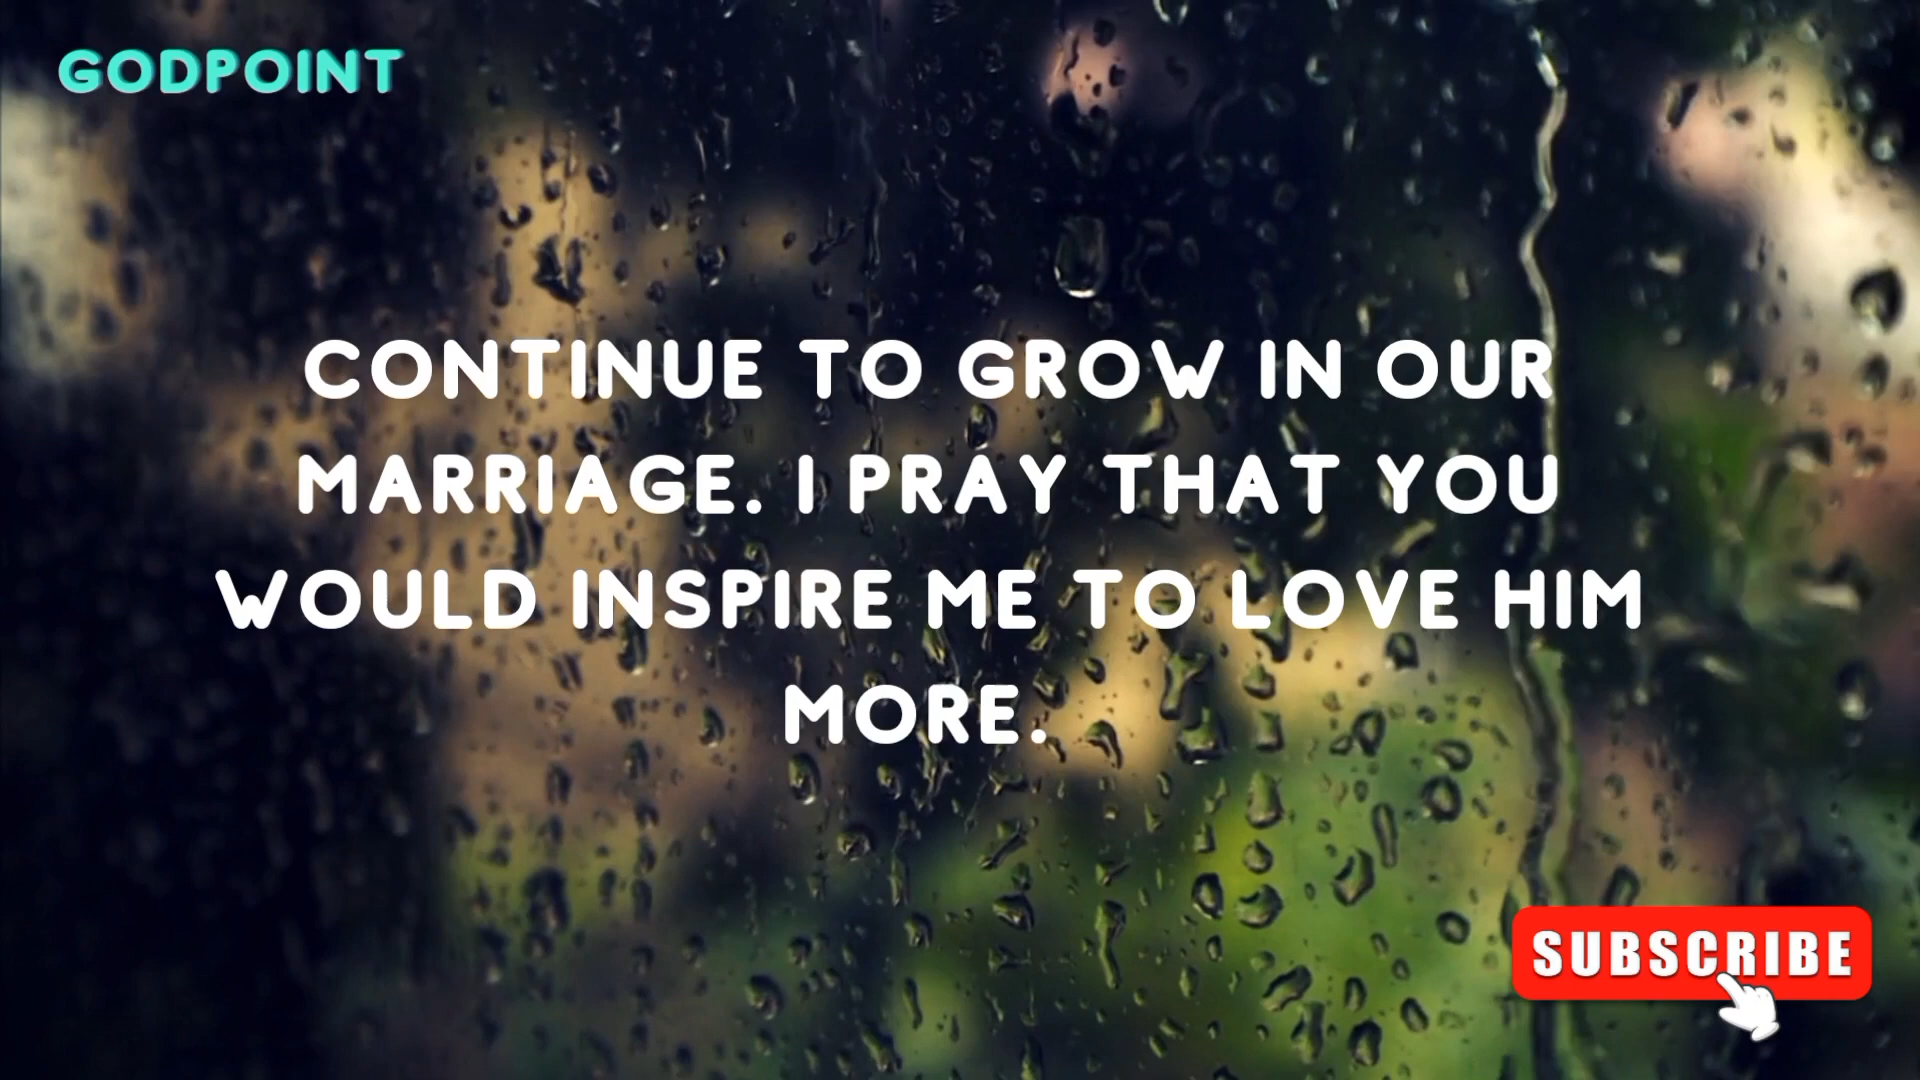 GODPOINT
CONTINUE TO GROW IN OUR
MARRIAGE. I PRAY THAT YOU
WOULD INSPIRE ME TO LOVE HIM
MORE.
SUBSCRIBE